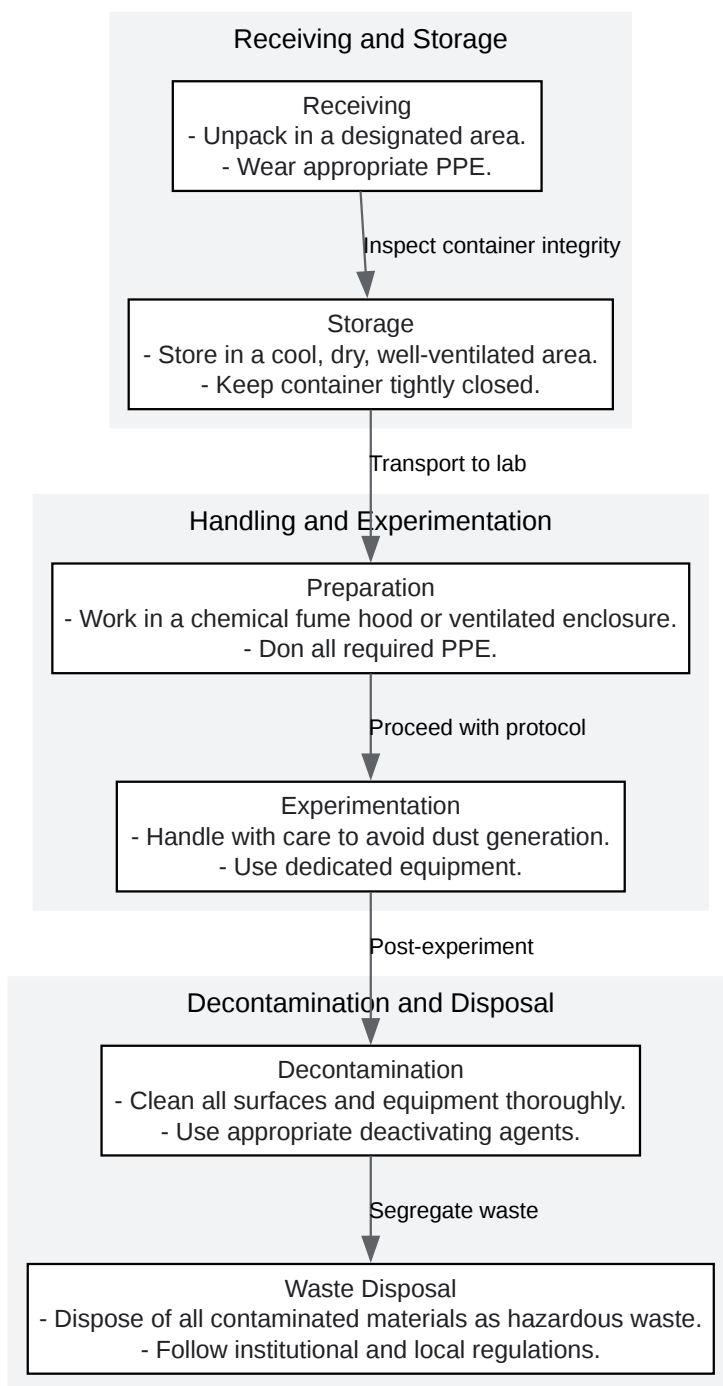 Receiving and Storage
Receiving
- Unpack in a designated area.
- Wear appropriate PPE.
Inspect container integrity
Storage
- Store in a cool, dry, well-ventilated area.
- Keep container tightly closed.
Transport to lab
Handling and Experimentation
Preparation
- Work in a chemical fume hood or ventilated enclosure.
- Don all required PPE.
Proceed with protocol
Experimentation
- Handle with care to avoid dust generation.
- Use dedicated equipment.
Post-experiment
Decontamination and Disposal
Decontamination
- Clean all surfaces and equipment thoroughly.
- Use appropriate deactivating agents.
Segregate waste
Waste Disposal
- Dispose of all contaminated materials as hazardous waste.
- Follow institutional and local regulations.